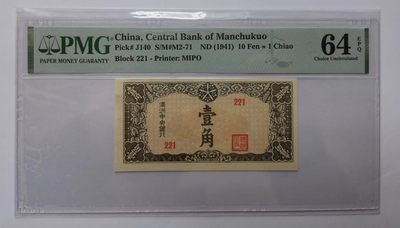 PMG
PAPER MONEY GUARANTY
China, Central Bank of Manchukuo
Pick# J140 S/M#M2-71 ND (1941) 10 Fen = 1 Chiao
Block 221 - Printer: MIPO
64 EPQ
Choice Uncirculated
滿洲中央銀行
221
壹角
221